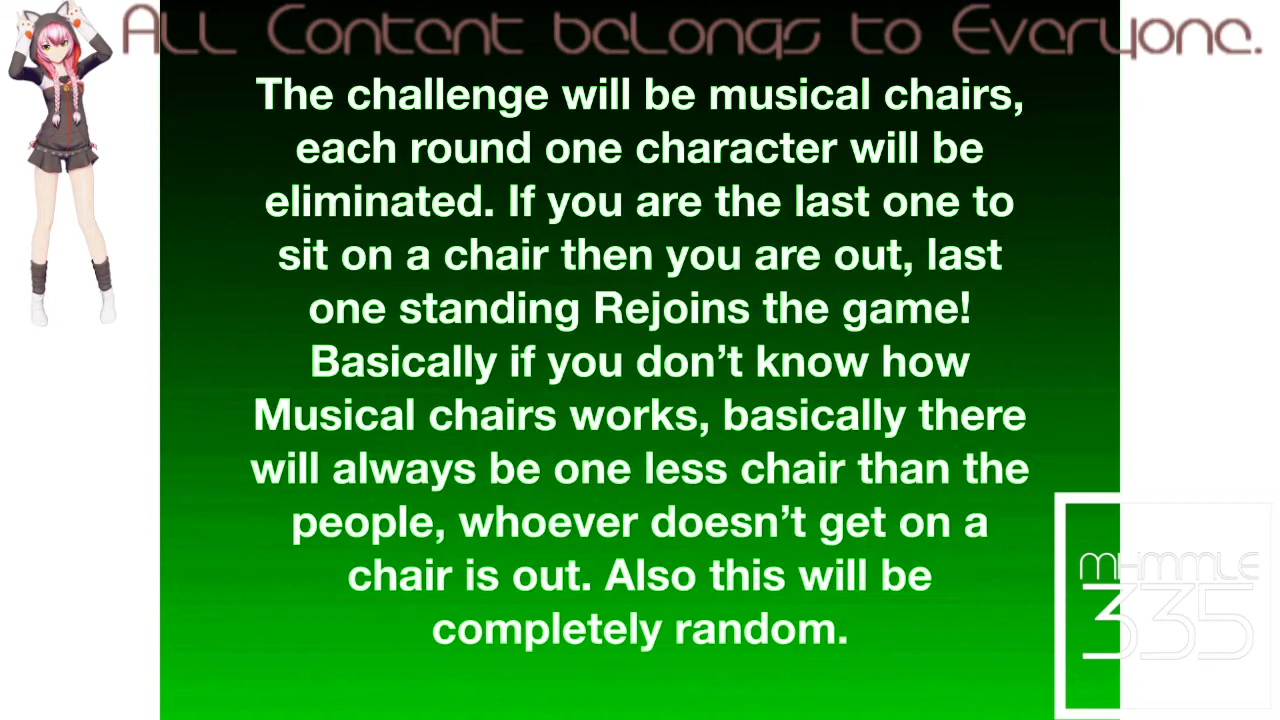 ALL Content belongs to Everyone.
The challenge will be musical chairs,
each round one character will be
eliminated. If you are the last one to
sit on a chair then you are out, last
one standing Rejoins the game!
Basically if you don’t know how
Musical chairs works, basically there
will always be one less chair than the
people, whoever doesn’t get on a
chair is out. Also this will be
completely random.
MHMMLE
335